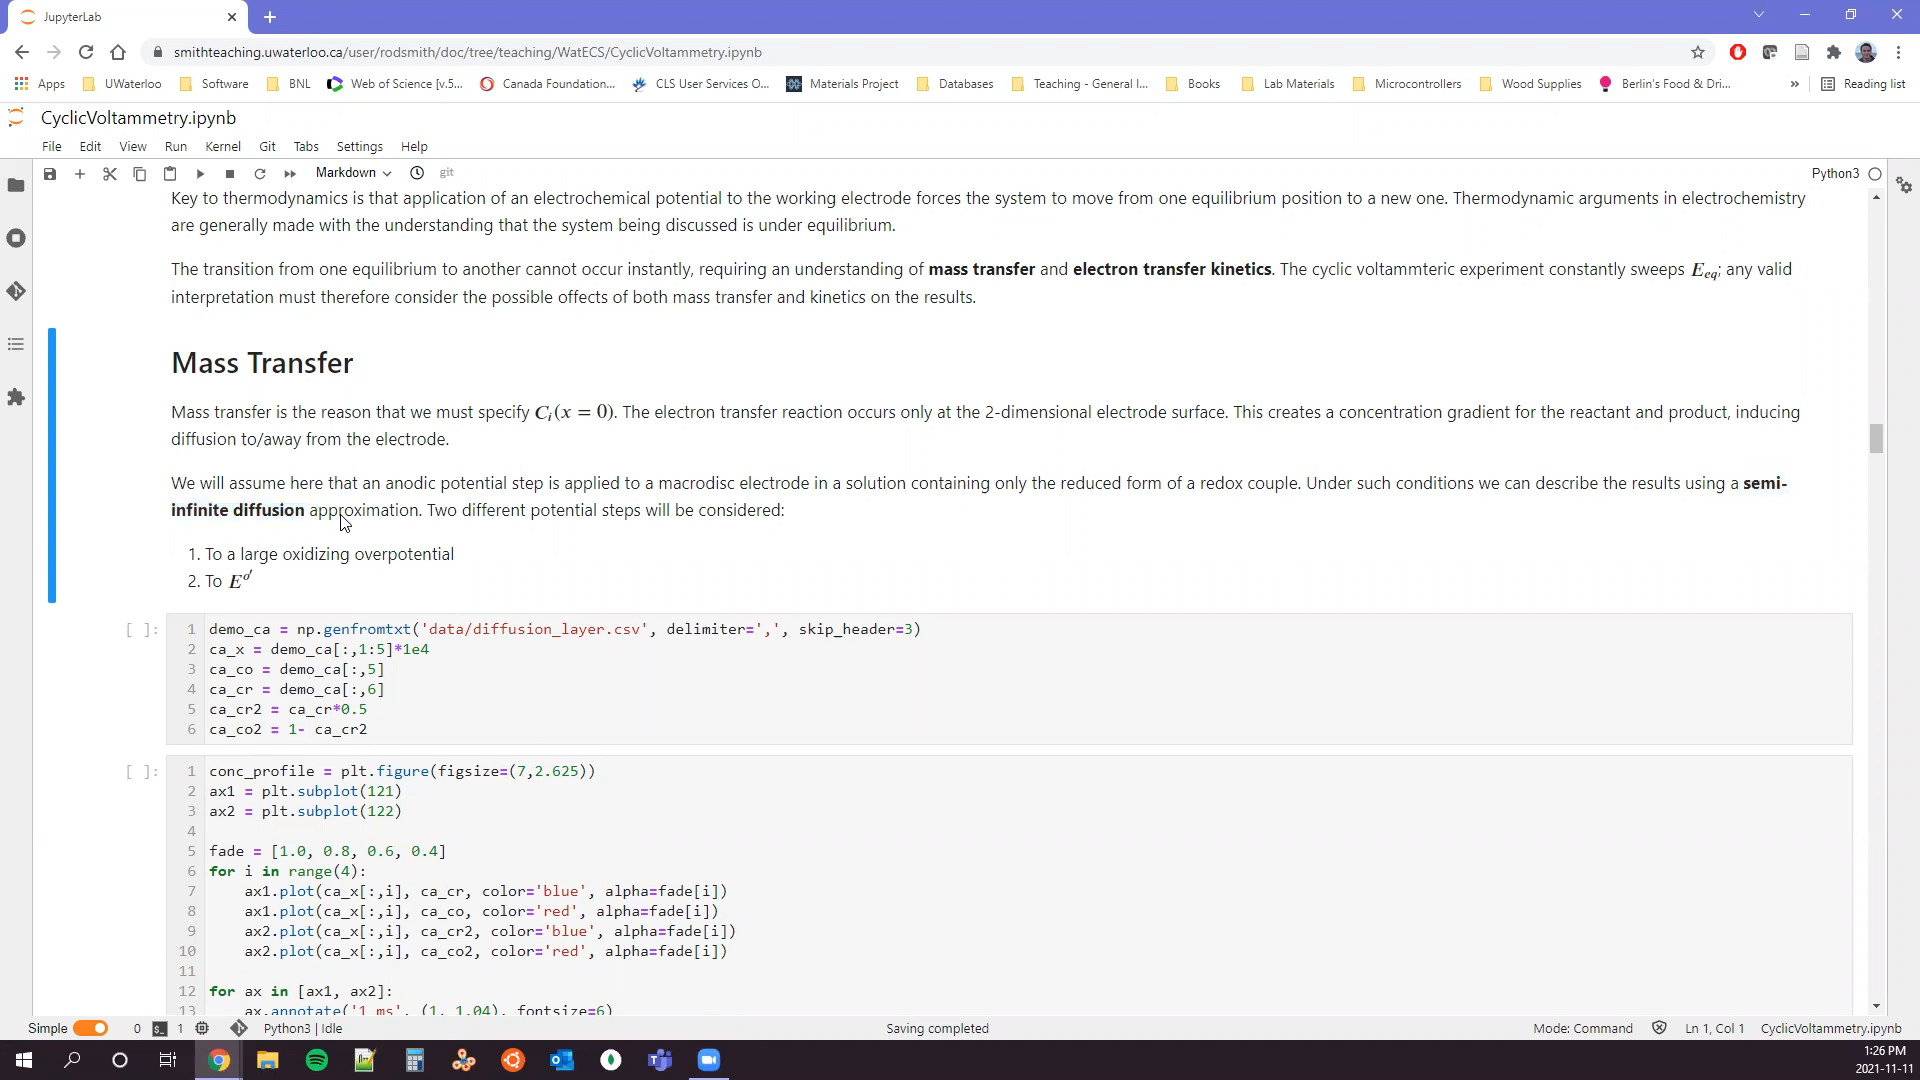 JupyterLab
smithteaching.uwaterloo.ca/user/rodsmith/doc/tree/teaching/WatECS/CyclicVoltammetry.ipynb
Apps UWaterloo Software BNL Web of Science [v.5... Canada Foundation... CLS User Services O... Materials Project Databases Teaching - General I... Books Lab Materials Microcontrollers Wood Supplies Berlin's Food & Dri... » Reading list
CyclicVoltammetry.ipynb
File Edit View Run Kernel Git Tabs Settings Help
Markdown git Python3
Key to thermodynamics is that application of an electrochemical potential to the working electrode forces the system to move from one equilibrium position to a new one. Thermodynamic arguments in electrochemistry
are generally made with the understanding that the system being discussed is under equilibrium.
The transition from one equilibrium to another cannot occur instantly, requiring an understanding of mass transfer and electron transfer kinetics. The cyclic voltammteric experiment constantly sweeps E_eq; any valid
interpretation must therefore consider the possible offects of both mass transfer and kinetics on the results.
Mass Transfer
Mass transfer is the reason that we must specify C_i(x = 0). The electron transfer reaction occurs only at the 2-dimensional electrode surface. This creates a concentration gradient for the reactant and product, inducing
diffusion to/away from the electrode.
We will assume here that an anodic potential step is applied to a macrodisc electrode in a solution containing only the reduced form of a redox couple. Under such conditions we can describe the results using a semi-
infinite diffusion approximation. Two different potential steps will be considered:
1. To a large oxidizing overpotential
2. To E^o'
[ ]: 1 demo_ca = np.genfromtxt('data/diffusion_layer.csv', delimiter=',', skip_header=3)
2 ca_x = demo_ca[:,1:5]*1e4
3 ca_co = demo_ca[:,5]
4 ca_cr = demo_ca[:,6]
5 ca_cr2 = ca_cr*0.5
6 ca_co2 = 1- ca_cr2
[ ]: 1 conc_profile = plt.figure(figsize=(7,2.625))
2 ax1 = plt.subplot(121)
3 ax2 = plt.subplot(122)
4
5 fade = [1.0, 0.8, 0.6, 0.4]
6 for i in range(4):
7 ax1.plot(ca_x[:,i], ca_cr, color='blue', alpha=fade[i])
8 ax1.plot(ca_x[:,i], ca_co, color='red', alpha=fade[i])
9 ax2.plot(ca_x[:,i], ca_cr2, color='blue', alpha=fade[i])
10 ax2.plot(ca_x[:,i], ca_co2, color='red', alpha=fade[i])
11
12 for ax in [ax1, ax2]:
13 ax.annotate('1 ms', (1, 1.04), fontsize=6)
Simple 0 1 Python3 | Idle Saving completed Mode: Command Ln 1, Col 1 CyclicVoltammetry.ipynb
1:26 PM
2021-11-11